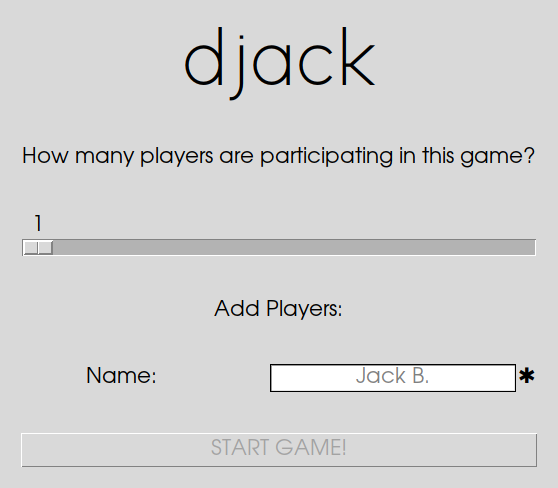 djack
How many players are participating in this game?
1
Add Players:
Name: Jack B. ✱
START GAME!